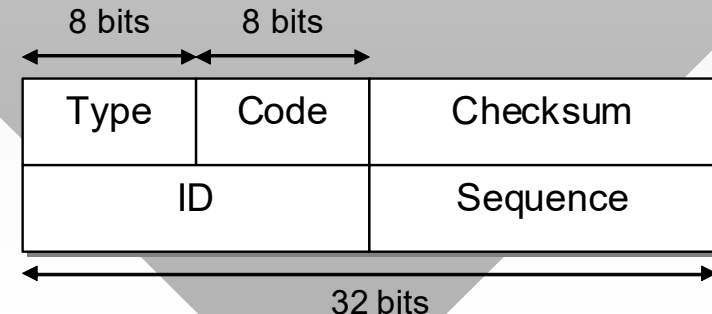 8 bits 8 bits
Type Code Checksum
ID Sequence
32 bits